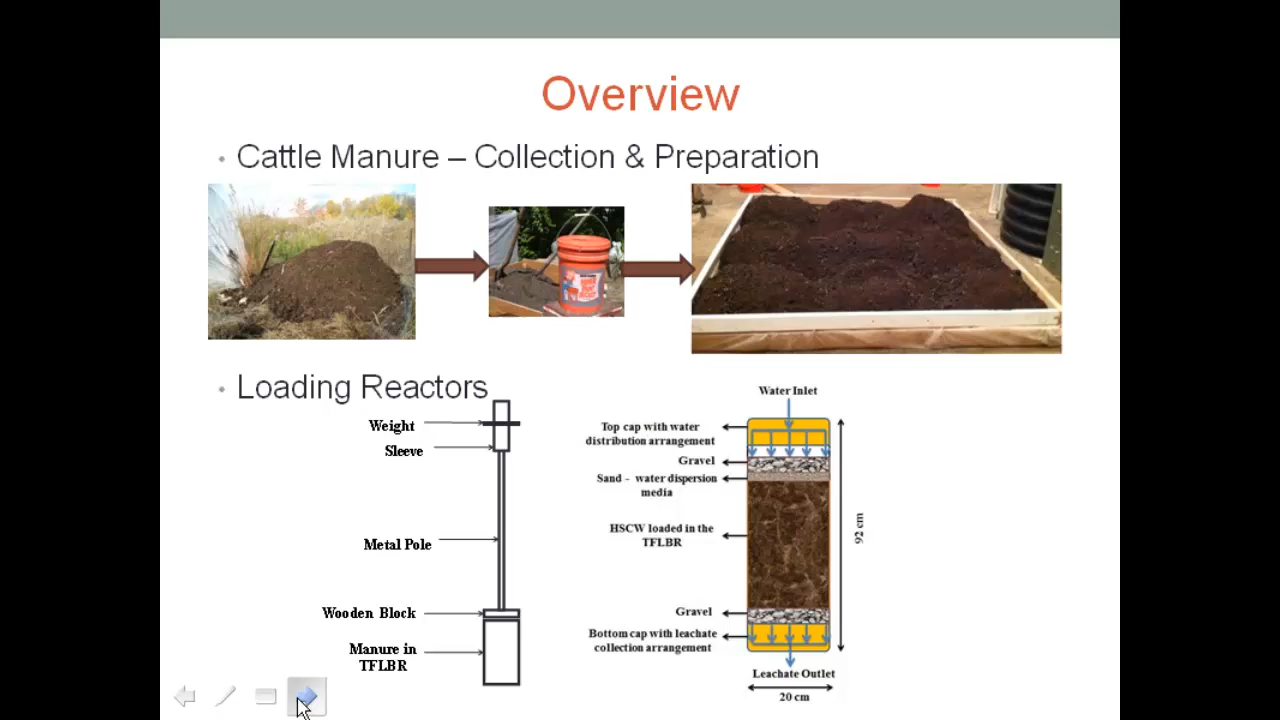 Overview
• Cattle Manure – Collection & Preparation
• Loading Reactors
Weight
Sleeve
Metal Pole
Wooden Block
Manure in
TFLBR
Water Inlet
Top cap with water
distribution arrangement
Gravel
Sand - water dispersion
media
HSCW loaded in the
TFLBR
Gravel
Bottom cap with leachate
collection arrangement
Leachate Outlet
20 cm
92 cm